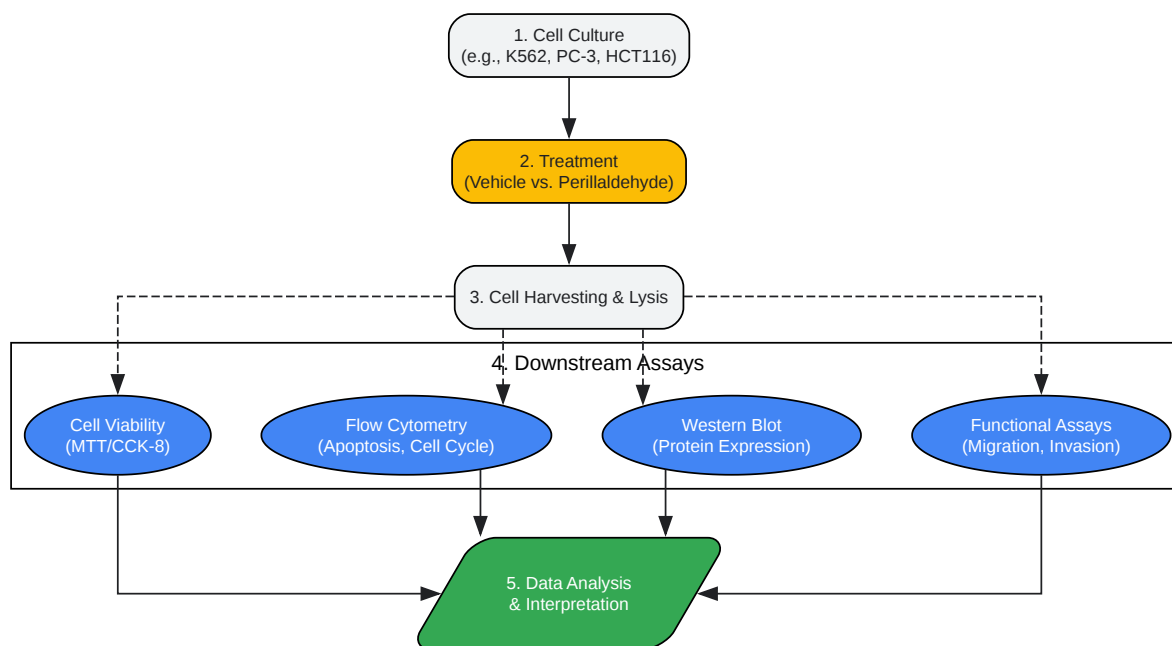 1. Cell Culture
(e.g., K562, PC-3, HCT116)
2. Treatment
(Vehicle vs. Perillaldehyde)
3. Cell Harvesting & Lysis
4. Downstream Assays
Cell Viability
(MTT/CCK-8)
Flow Cytometry
(Apoptosis, Cell Cycle)
Western Blot
(Protein Expression)
Functional Assays
(Migration, Invasion)
5. Data Analysis
& Interpretation